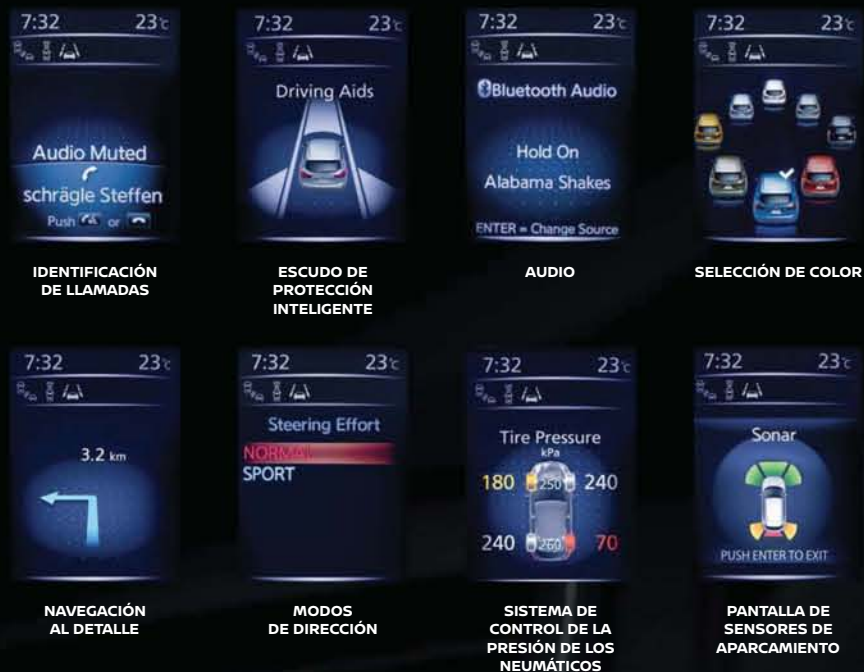 7:32 23°C
Audio Muted
schrägle Steffen
Push or
IDENTIFICACIÓN
DE LLAMADAS
7:32 23°C
Driving Aids
ESCUDO DE
PROTECCIÓN
INTELIGENTE
7:32 23°C
Bluetooth Audio
Hold On
Alabama Shakes
ENTER = Change Source
AUDIO
7:32 23°C
SELECCIÓN DE COLOR
7:32 23°C
3.2 km
NAVEGACIÓN
AL DETALLE
7:32 23°C
Steering Effort
NORMAL
SPORT
MODOS
DE DIRECCIÓN
7:32 23°C
Tire Pressure
kPa
180 250 240
240 260 70
SISTEMA DE
CONTROL DE LA
PRESIÓN DE LOS
NEUMÁTICOS
7:32 23°C
Sonar
PUSH ENTER TO EXIT
PANTALLA DE
SENSORES DE
APARCAMIENTO